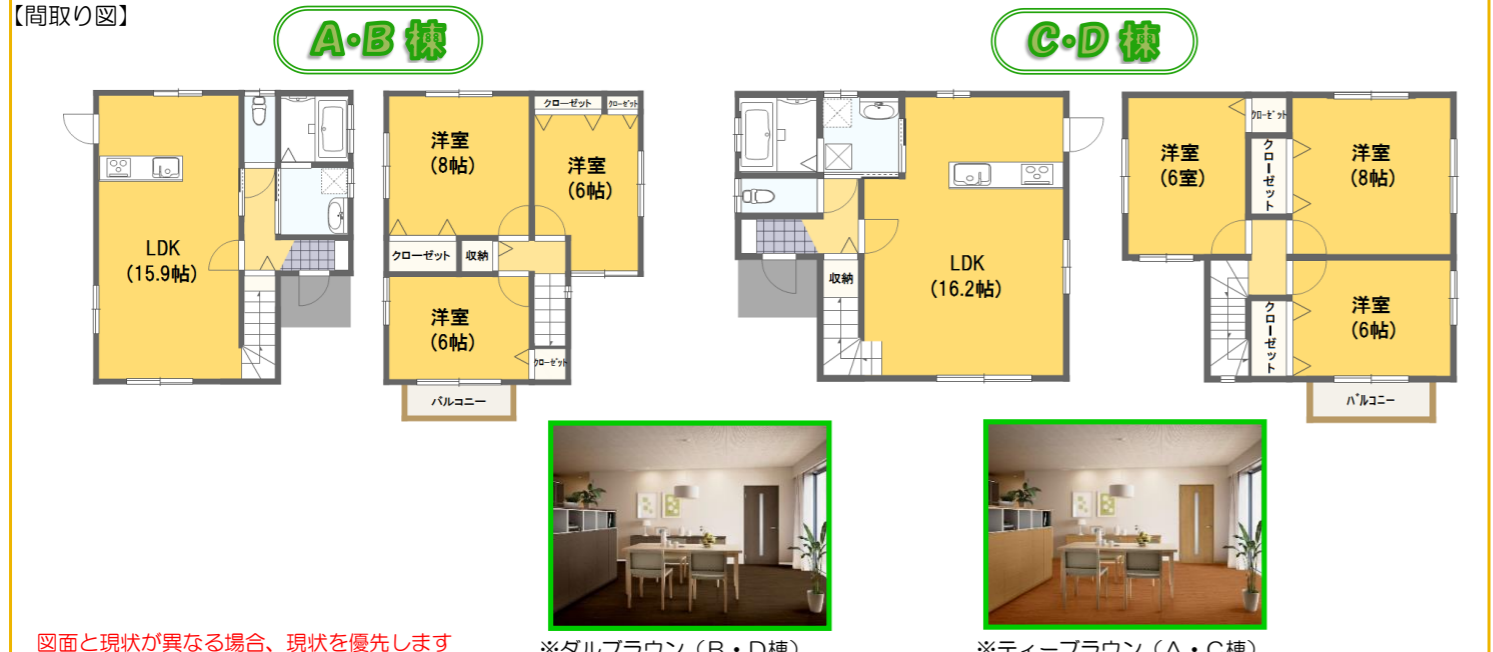 【間取り図】
A・B 棟
C・D 棟
LDK
(15.9帖)
洋室
(8帖)
クローゼット
クローゼット
洋室
(6帖)
クローゼット
収納
洋室
(6帖)
クローゼット
バルコニー
収納
LDK
(16.2帖)
洋室
(6室)
クローゼット
クローゼット
洋室
(8帖)
クローゼット
洋室
(6帖)
バルコニー
図面と現状が異なる場合、現状を優先します
※ダルブラウン（B・D棟）
※ティーブラウン（A・C棟）